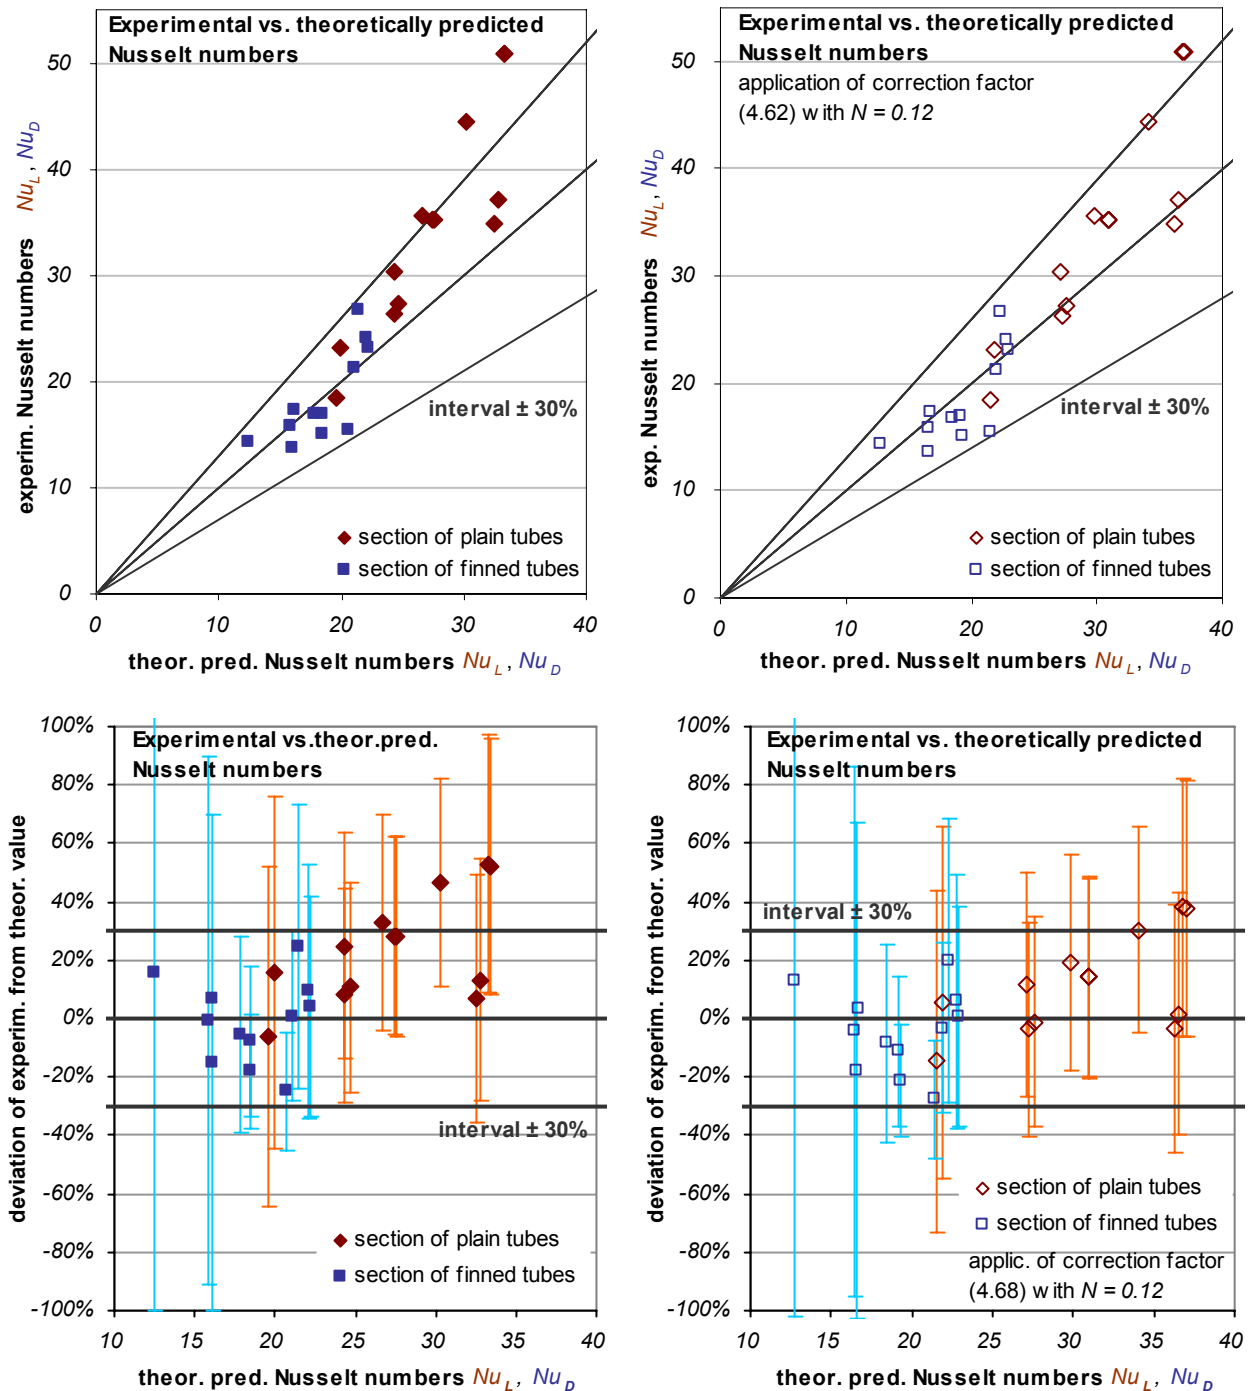 Experimental vs. theoretically predicted
Nusselt numbers
50
40
30
20
10
0
experim. Nusselt numbers Nu_L, Nu_D
interval ± 30%
section of plain tubes
section of finned tubes
0 10 20 30 40
theor. pred. Nusselt numbers Nu_L, Nu_D
Experimental vs. theoretically predicted
Nusselt numbers
application of correction factor
(4.62) with N = 0.12
50
40
30
20
10
0
exp. Nusselt numbers Nu_L, Nu_D
interval ± 30%
section of plain tubes
section of finned tubes
0 10 20 30 40
theor. pred. Nusselt numbers Nu_L, Nu_D
Experimental vs.theor.pred.
Nusselt numbers
100%
80%
60%
40%
20%
0%
-20%
-40%
-60%
-80%
-100%
deviation of experim. from theor. value
interval ± 30%
section of plain tubes
section of finned tubes
10 15 20 25 30 35 40
theor. pred. Nusselt numbers Nu_L, Nu_D
Experimental vs. theoretically predicted
Nusselt numbers
100%
80%
60%
40%
20%
0%
-20%
-40%
-60%
-80%
-100%
deviation of experim. from theor. value
interval ± 30%
section of plain tubes
section of finned tubes
applic. of correction factor
(4.68) with N = 0.12
10 15 20 25 30 35 40
theor. pred. Nusselt numbers Nu_L, Nu_D